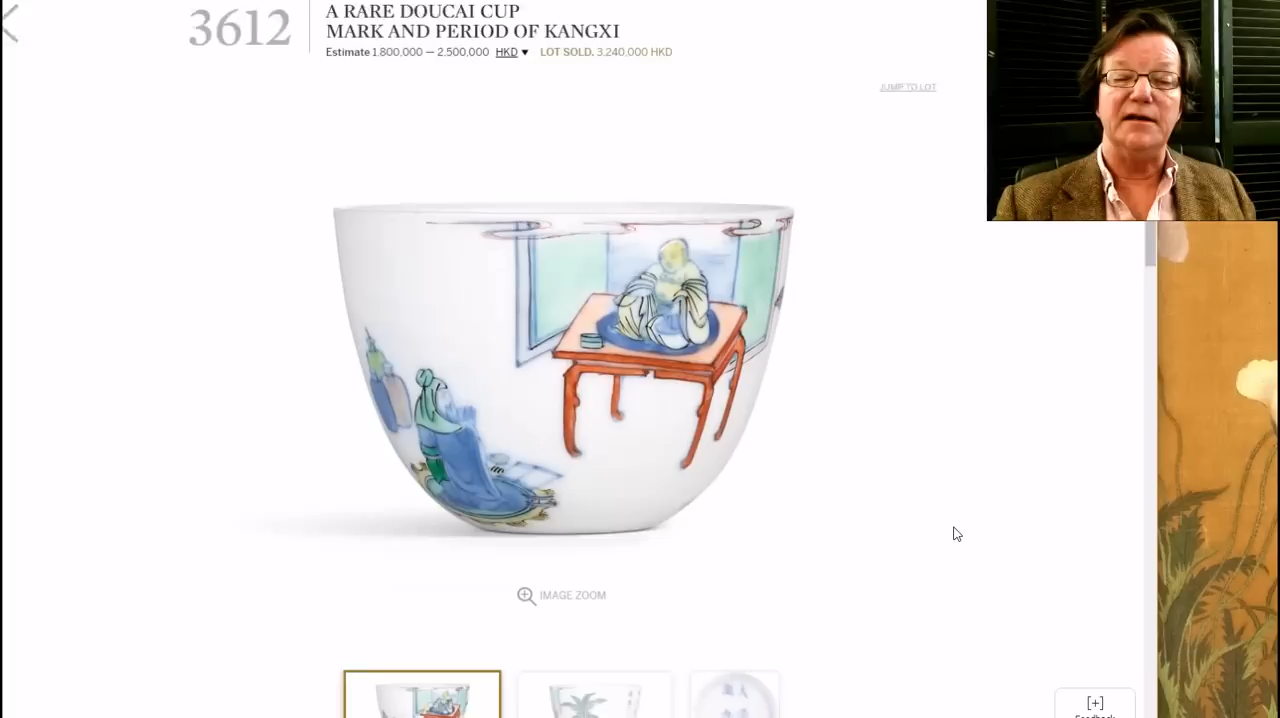 3612
A RARE DOUCAI CUP
MARK AND PERIOD OF KANGXI
Estimate 1.800,000 — 2.500,000 HKD ▼ LOT SOLD. 3.240,000 HKD
JUMP TO LOT
IMAGE ZOOM
[+]
Feedback